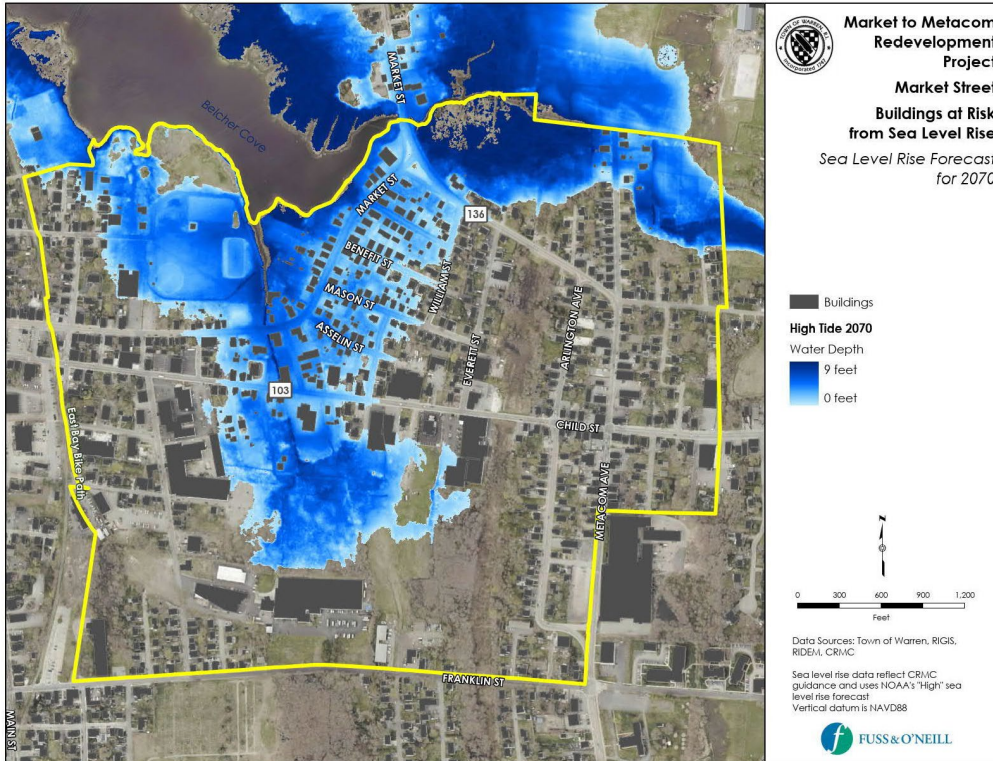 MARKET ST
Belcher Cove
MARKET ST
136
BENEFIT ST
WILLIAM ST
MASON ST
ASSELIN ST
EVERETT ST
ARLINGTON AVE
103
CHILD ST
East Bay Bike Path
METACOM AVE
FRANKLIN ST
MAIN ST
TOWN OF WARREN, R.I.
Incorporated 1747
Market to Metacom
Redevelopment
Project
Market Street
Buildings at Risk
from Sea Level Rise
Sea Level Rise Forecast
for 2070
Buildings
High Tide 2070
Water Depth
9 feet
0 feet
0 300 600 900 1,200
Feet
Data Sources: Town of Warren, RIGIS,
RIDEM, CRMC
Sea level rise data reflect CRMC
guidance and uses NOAA's "High" sea
level rise forecast
Vertical datum is NAVD88
FUSS & O'NEILL